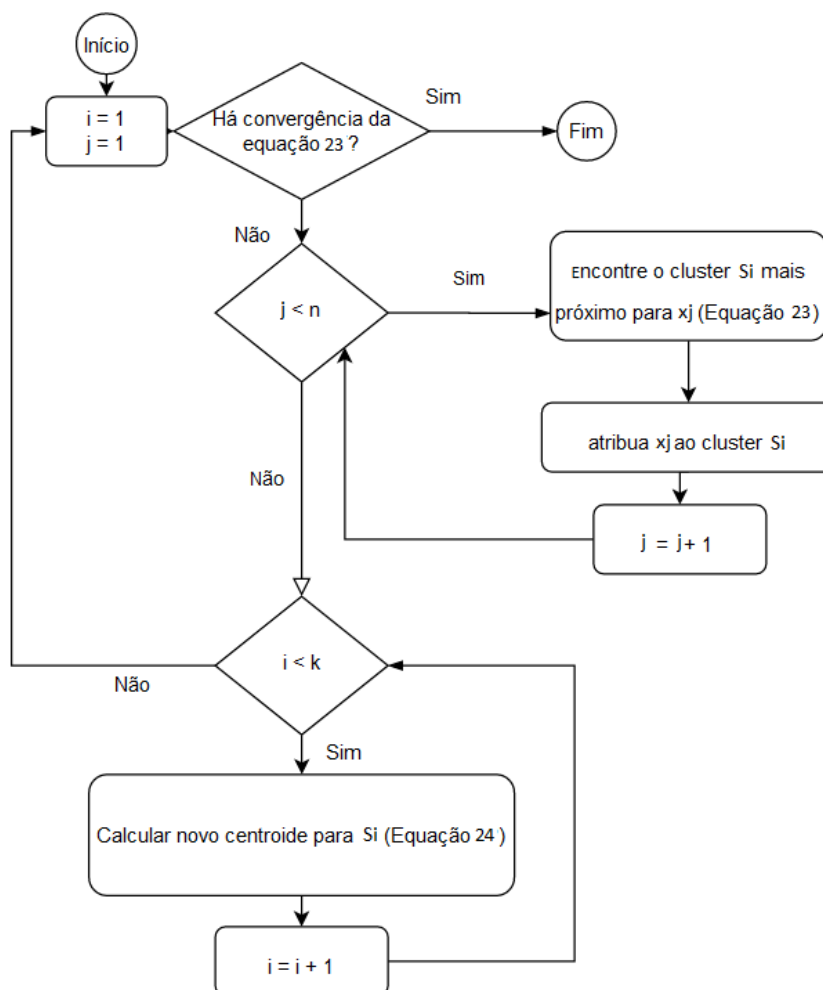 Início
i = 1
j = 1
Há convergência da
equação 23 ?
Sim
Fim
Não
j < n
Sim
Encontre o cluster Si mais
próximo para xj (Equação 23)
atribua xj ao cluster Si
j = j + 1
Não
i < k
Não
Sim
Calcular novo centroide para Si (Equação 24)
i = i + 1